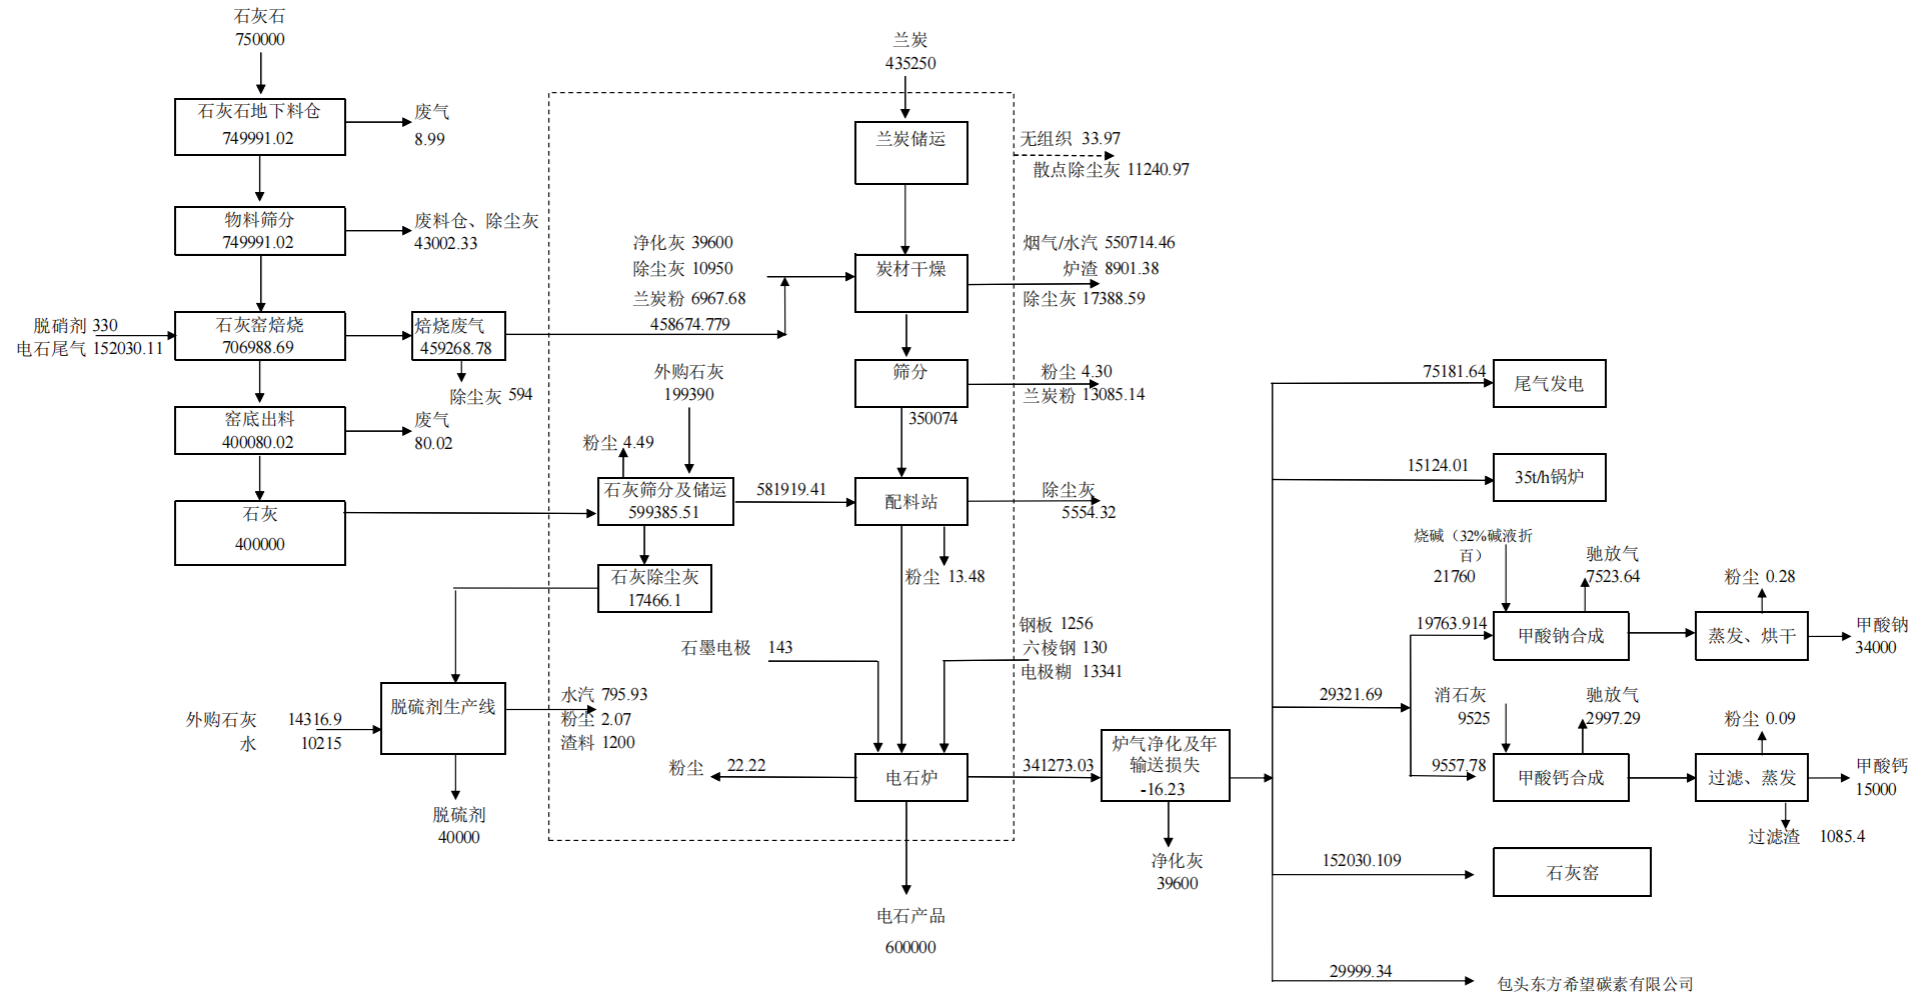 石灰石
750000
石灰石地下料仓
749991.02
废气
8.99
物料筛分
749991.02
废料仓、除尘灰
43002.33
脱硝剂 330
电石尾气 152030.11
石灰窑焙烧
706988.69
焙烧废气
459268.78
除尘灰 594
窑底出料
400080.02
废气
80.02
石灰
400000
兰炭
435250
兰炭储运
无组织 33.97
散点除尘灰 11240.97
净化灰 39600
除尘灰 10950
兰炭粉 6967.68
458674.779
炭材干燥
烟气/水汽 550714.46
炉渣 8901.38
除尘灰 17388.59
筛分
粉尘 4.30
兰炭粉 13085.14
350074
外购石灰
199390
粉尘 4.49
石灰筛分及储运
599385.51
581919.41
配料站
除尘灰
5554.32
粉尘 13.48
石灰除尘灰
17466.1
石墨电极 143
钢板 1256
六棱钢 130
电极糊 13341
外购石灰 14316.9
水 10215
脱硫剂生产线
水汽 795.93
粉尘 2.07
渣料 1200
脱硫剂
40000
粉尘 22.22
电石炉
341273.03
炉气净化及年
输送损失
-16.23
净化灰
39600
电石产品
600000
75181.64
尾气发电
15124.01
35t/h锅炉
烧碱（32%碱液折
百）
21760
驰放气
7523.64
粉尘 0.28
19763.914
甲酸钠合成
蒸发、烘干
甲酸钠
34000
29321.69
消石灰
9525
驰放气
2997.29
粉尘 0.09
9557.78
甲酸钙合成
过滤、蒸发
甲酸钙
15000
过滤渣 1085.4
152030.109
石灰窑
29999.34
包头东方希望碳素有限公司